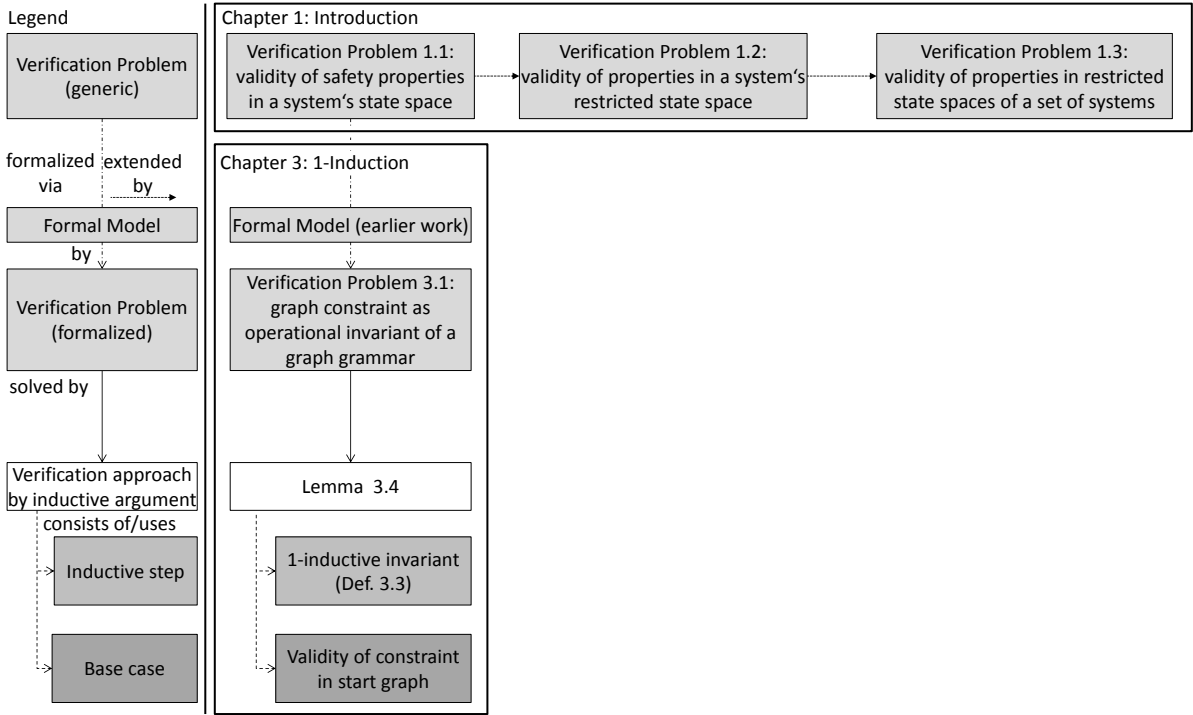 Legend
Verification Problem
(generic)
formalized
via
extended
by
Formal Model
by
Verification Problem
(formalized)
solved by
Verification approach
by inductive argument
consists of/uses
Inductive step
Base case
Chapter 1: Introduction
Verification Problem 1.1:
validity of safety properties
in a system‘s state space
Verification Problem 1.2:
validity of properties in a system‘s
restricted state space
Verification Problem 1.3:
validity of properties in restricted
state spaces of a set of systems
Chapter 3: 1-Induction
Formal Model (earlier work)
Verification Problem 3.1:
graph constraint as
operational invariant of a
graph grammar
Lemma 3.4
1-inductive invariant
(Def. 3.3)
Validity of constraint
in start graph